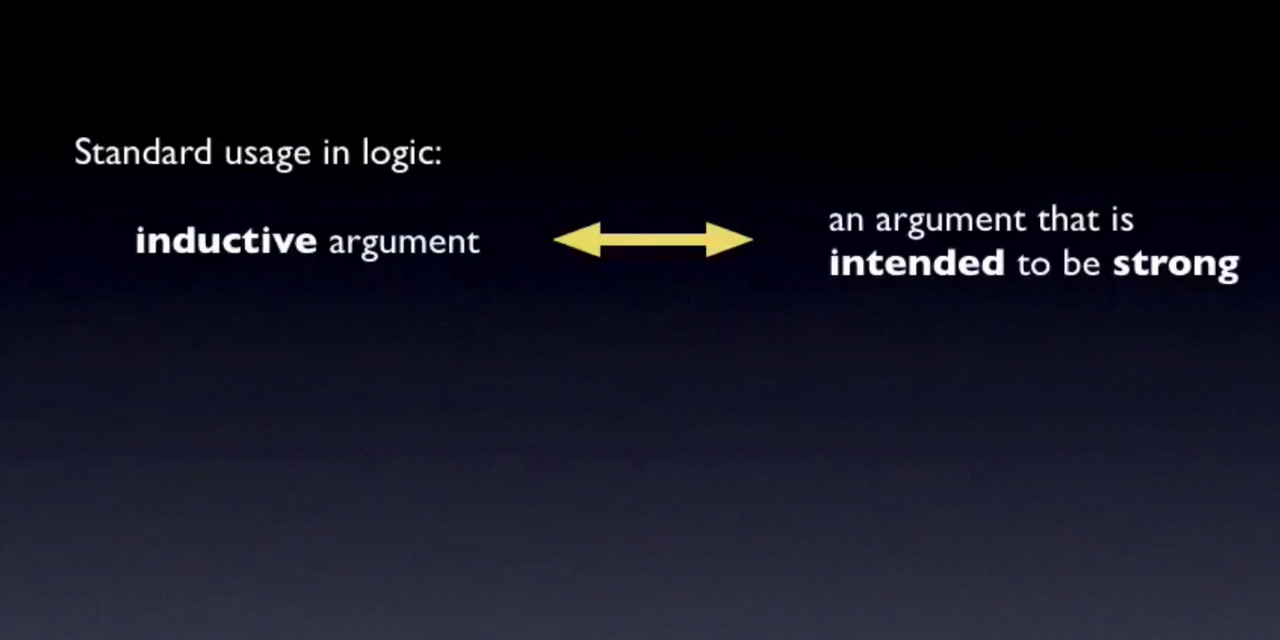 Standard usage in logic:
inductive argument
an argument that is
intended to be strong